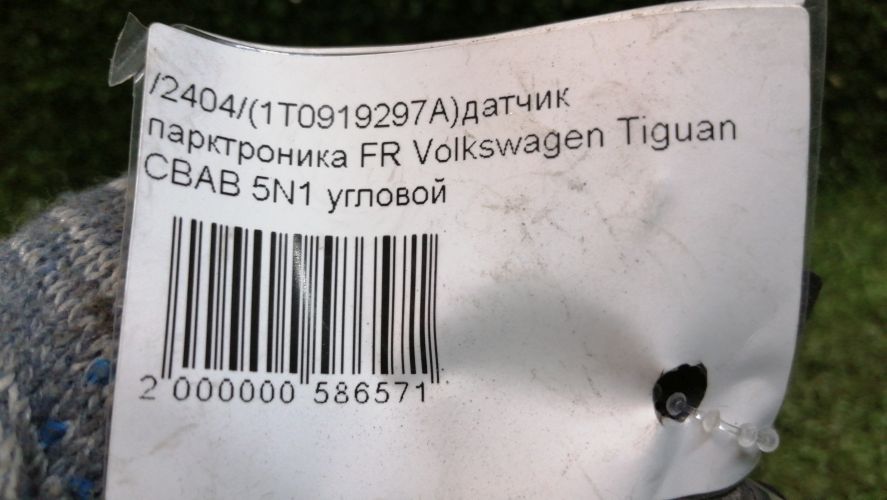 /2404/(1T0919297A)датчик
парктроника FR Volkswagen Tiguan
CBAB 5N1 угловой
2 000000 586571